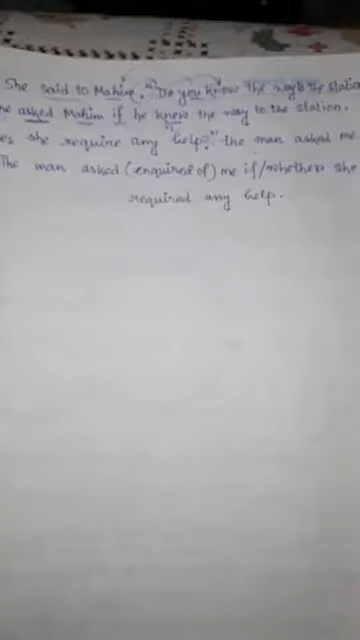 She said to Mahim, "Do you know the way to the station
he asked Mahim if he knew the way to the station.
es she require any help?" the man asked me
The man asked (enquired of) me if/whether she
required any help.